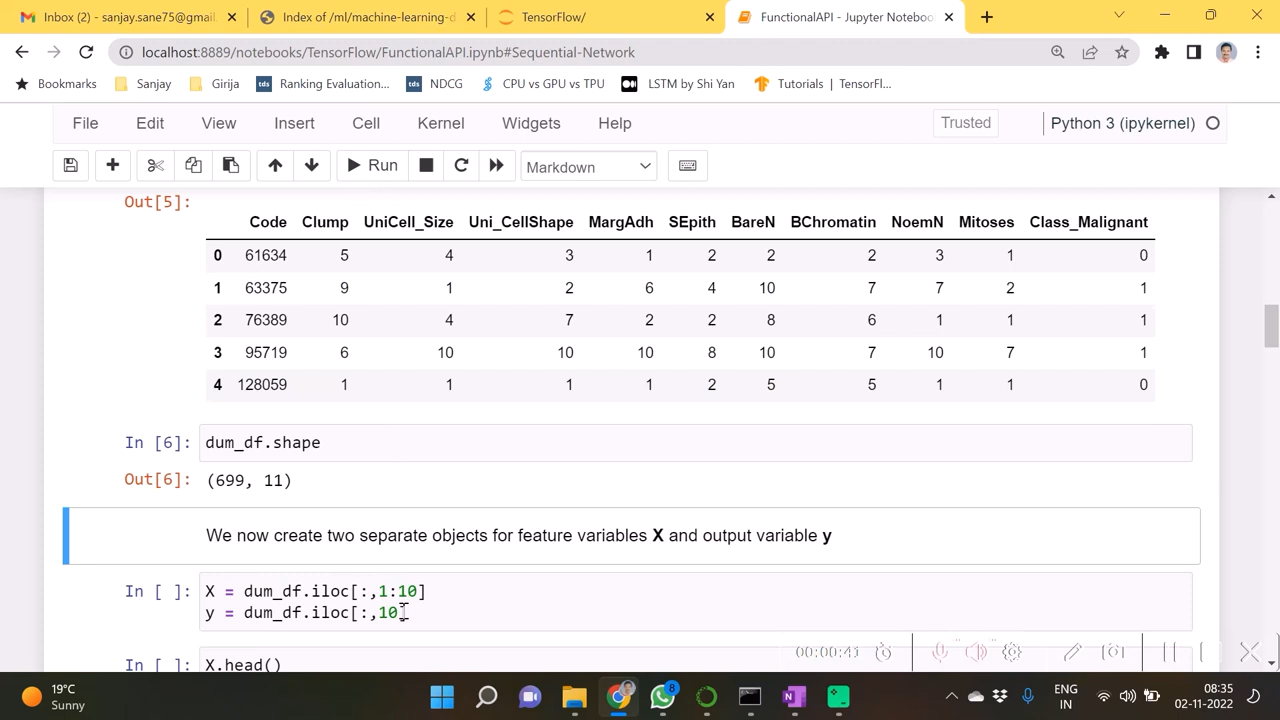 Inbox (2) - sanjay.sane75@gmail.
Index of /ml/machine-learning-d
TensorFlow/
FunctionalAPI - Jupyter Notebook
localhost:8889/notebooks/TensorFlow/FunctionalAPI.ipynb#Sequential-Network
Bookmarks Sanjay Girija tds Ranking Evaluation... tds NDCG CPU vs GPU vs TPU LSTM by Shi Yan Tutorials | TensorFl...
File Edit View Insert Cell Kernel Widgets Help Trusted Python 3 (ipykernel)
Run Markdown
Out[5]:
Code Clump UniCell_Size Uni_CellShape MargAdh SEpith BareN BChromatin NoemN Mitoses Class_Malignant
0 61634 5 4 3 1 2 2 2 3 1 0
1 63375 9 1 2 6 4 10 7 7 2 1
2 76389 10 4 7 2 2 8 6 1 1 1
3 95719 6 10 10 10 8 10 7 10 7 1
4 128059 1 1 1 1 2 5 5 1 1 0
In [6]: dum_df.shape
Out[6]: (699, 11)
We now create two separate objects for feature variables X and output variable y
In [ ]: X = dum_df.iloc[:,1:10]
y = dum_df.iloc[:,10]
00:00:41
In [ ]: X.head()
19°C
Sunny
8
ENG
IN
08:35
02-11-2022